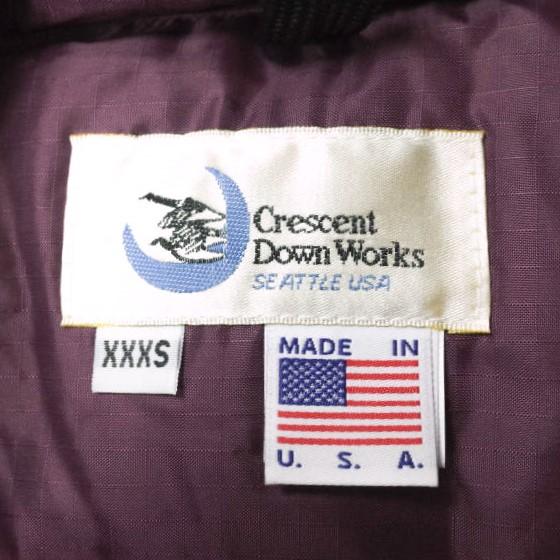 Crescent
Down Works
SEATTLE USA
XXXS
MADE IN
U. S. A.